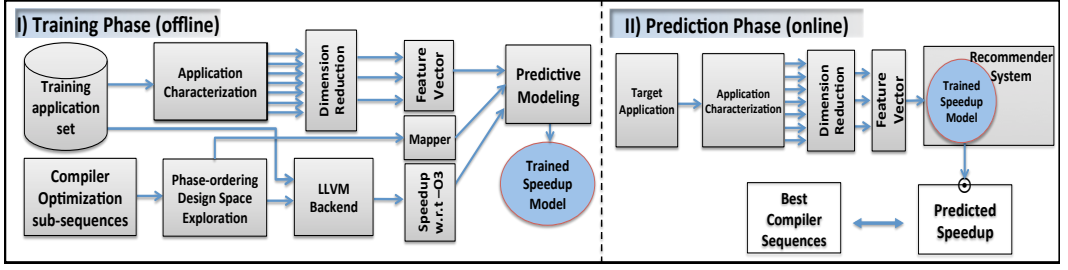 I) Training Phase (offline)
Training
application
set
Application
Characterization
Dimension
Reduction
Feature
Vector
Predictive
Modeling
Mapper
Trained
Speedup
Model
Compiler
Optimization
sub-sequences
Phase-ordering
Design Space
Exploration
LLVM
Backend
Speedup
w.r.t –O3
II) Prediction Phase (online)
Target
Application
Application
Characterization
Dimension
Reduction
Feature
Vector
Recommender
System
Trained
Speedup
Model
Best
Compiler
Sequences
Predicted
Speedup